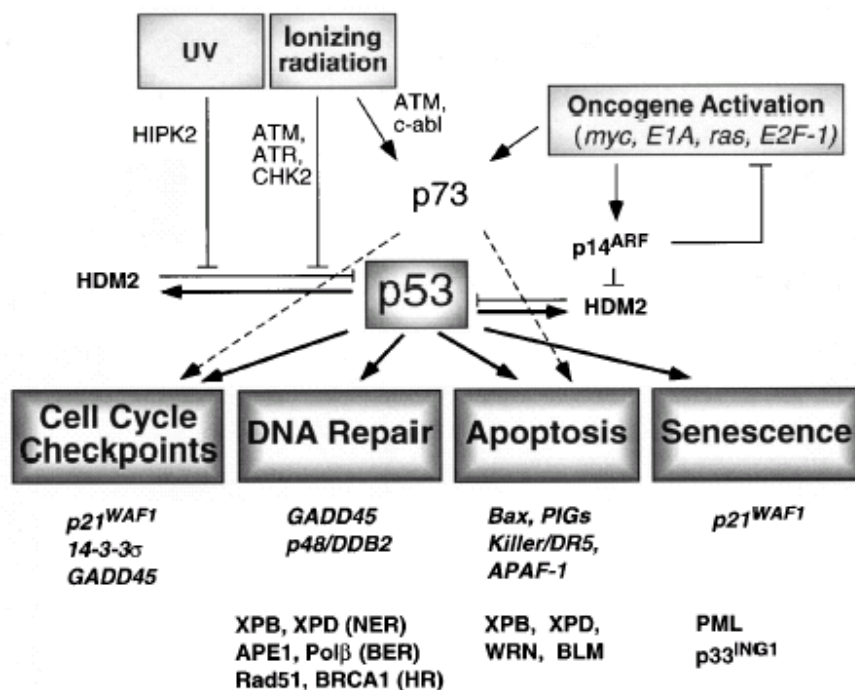 UV
Ionizing
radiation
HIPK2
ATM,
ATR,
CHK2
ATM,
c-abl
Oncogene Activation
(myc, E1A, ras, E2F-1)
p73
p14ARF
HDM2
p53
HDM2
Cell Cycle
Checkpoints
DNA Repair
Apoptosis
Senescence
p21WAF1
14-3-3σ
GADD45
GADD45
p48/DDB2
Bax, PIGs
Killer/DR5,
APAF-1
p21WAF1
XPB, XPD (NER)
APE1, Polβ (BER)
Rad51, BRCA1 (HR)
XPB, XPD,
WRN, BLM
PML
p33ING1